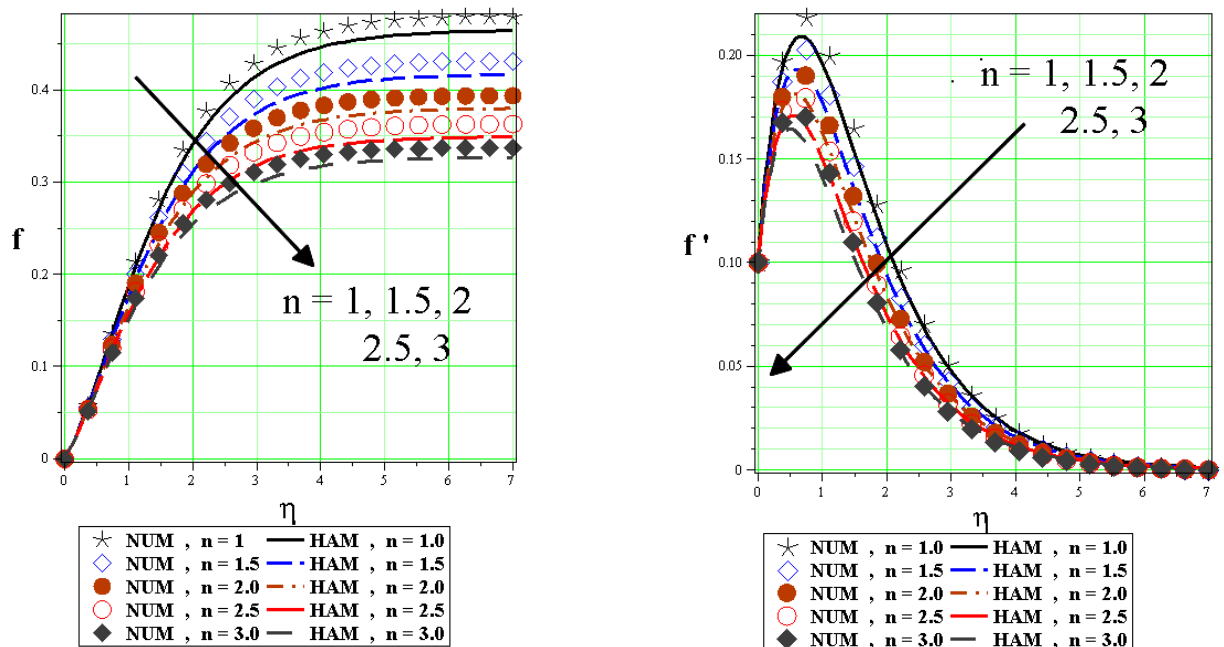 0.4
0.3
f
0.2
n = 1, 1.5, 2
2.5, 3
0.1
0
0 1 2 3 4 5 6 7
η
NUM , n = 1 HAM , n = 1.0
NUM , n = 1.5 HAM , n = 1.5
NUM , n = 2.0 HAM , n = 2.0
NUM , n = 2.5 HAM , n = 2.5
NUM , n = 3.0 HAM , n = 3.0
0.20
n = 1, 1.5, 2
2.5, 3
0.15
f '
0.10
0.05
0
0 1 2 3 4 5 6 7
η
NUM , n = 1.0 HAM , n = 1.0
NUM , n = 1.5 HAM , n = 1.5
NUM , n = 2.0 HAM , n = 2.0
NUM , n = 2.5 HAM , n = 2.5
NUM , n = 3.0 HAM , n = 3.0